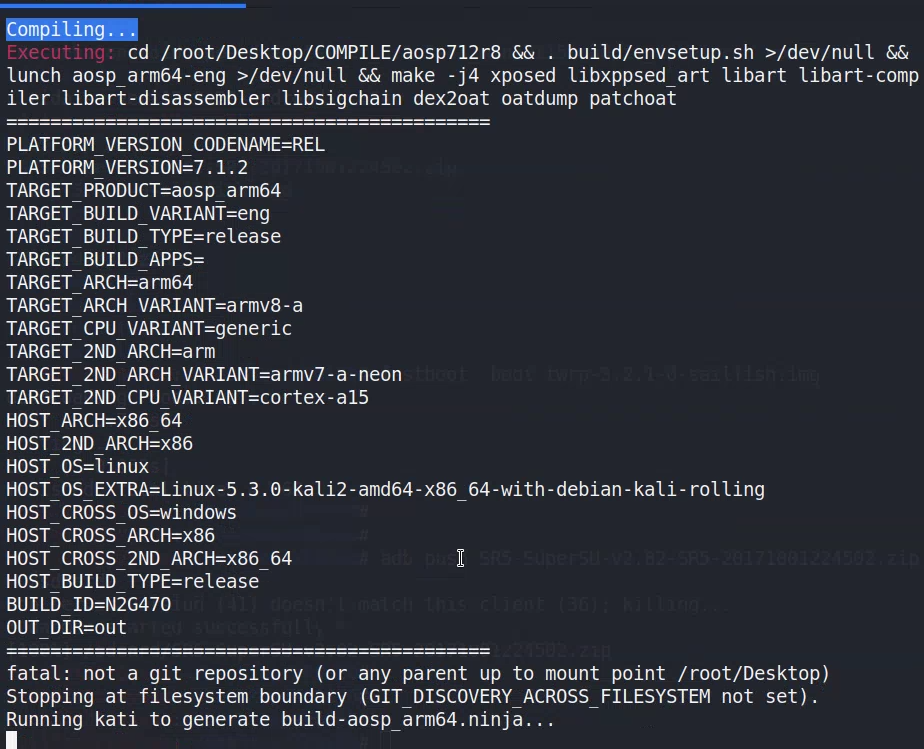 Compiling...
Executing: cd /root/Desktop/COMPILE/aosp712r8 && . build/envsetup.sh >/dev/null &&
lunch aosp_arm64-eng >/dev/null && make -j4 xposed libxppsed_art libart libart-comp
iler libart-disassembler libsigchain dex2oat oatdump patchoat
============================================
PLATFORM_VERSION_CODENAME=REL
PLATFORM_VERSION=7.1.2
TARGET_PRODUCT=aosp_arm64
TARGET_BUILD_VARIANT=eng
TARGET_BUILD_TYPE=release
TARGET_BUILD_APPS=
TARGET_ARCH=arm64
TARGET_ARCH_VARIANT=armv8-a
TARGET_CPU_VARIANT=generic
TARGET_2ND_ARCH=arm
TARGET_2ND_ARCH_VARIANT=armv7-a-neon
TARGET_2ND_CPU_VARIANT=cortex-a15
HOST_ARCH=x86_64
HOST_2ND_ARCH=x86
HOST_OS=linux
HOST_OS_EXTRA=Linux-5.3.0-kali2-amd64-x86_64-with-debian-kali-rolling
HOST_CROSS_OS=windows
HOST_CROSS_ARCH=x86
HOST_CROSS_2ND_ARCH=x86_64
HOST_BUILD_TYPE=release
BUILD_ID=N2G47O
OUT_DIR=out
============================================
fatal: not a git repository (or any parent up to mount point /root/Desktop)
Stopping at filesystem boundary (GIT_DISCOVERY_ACROSS_FILESYSTEM not set).
Running kati to generate build-aosp_arm64.ninja...